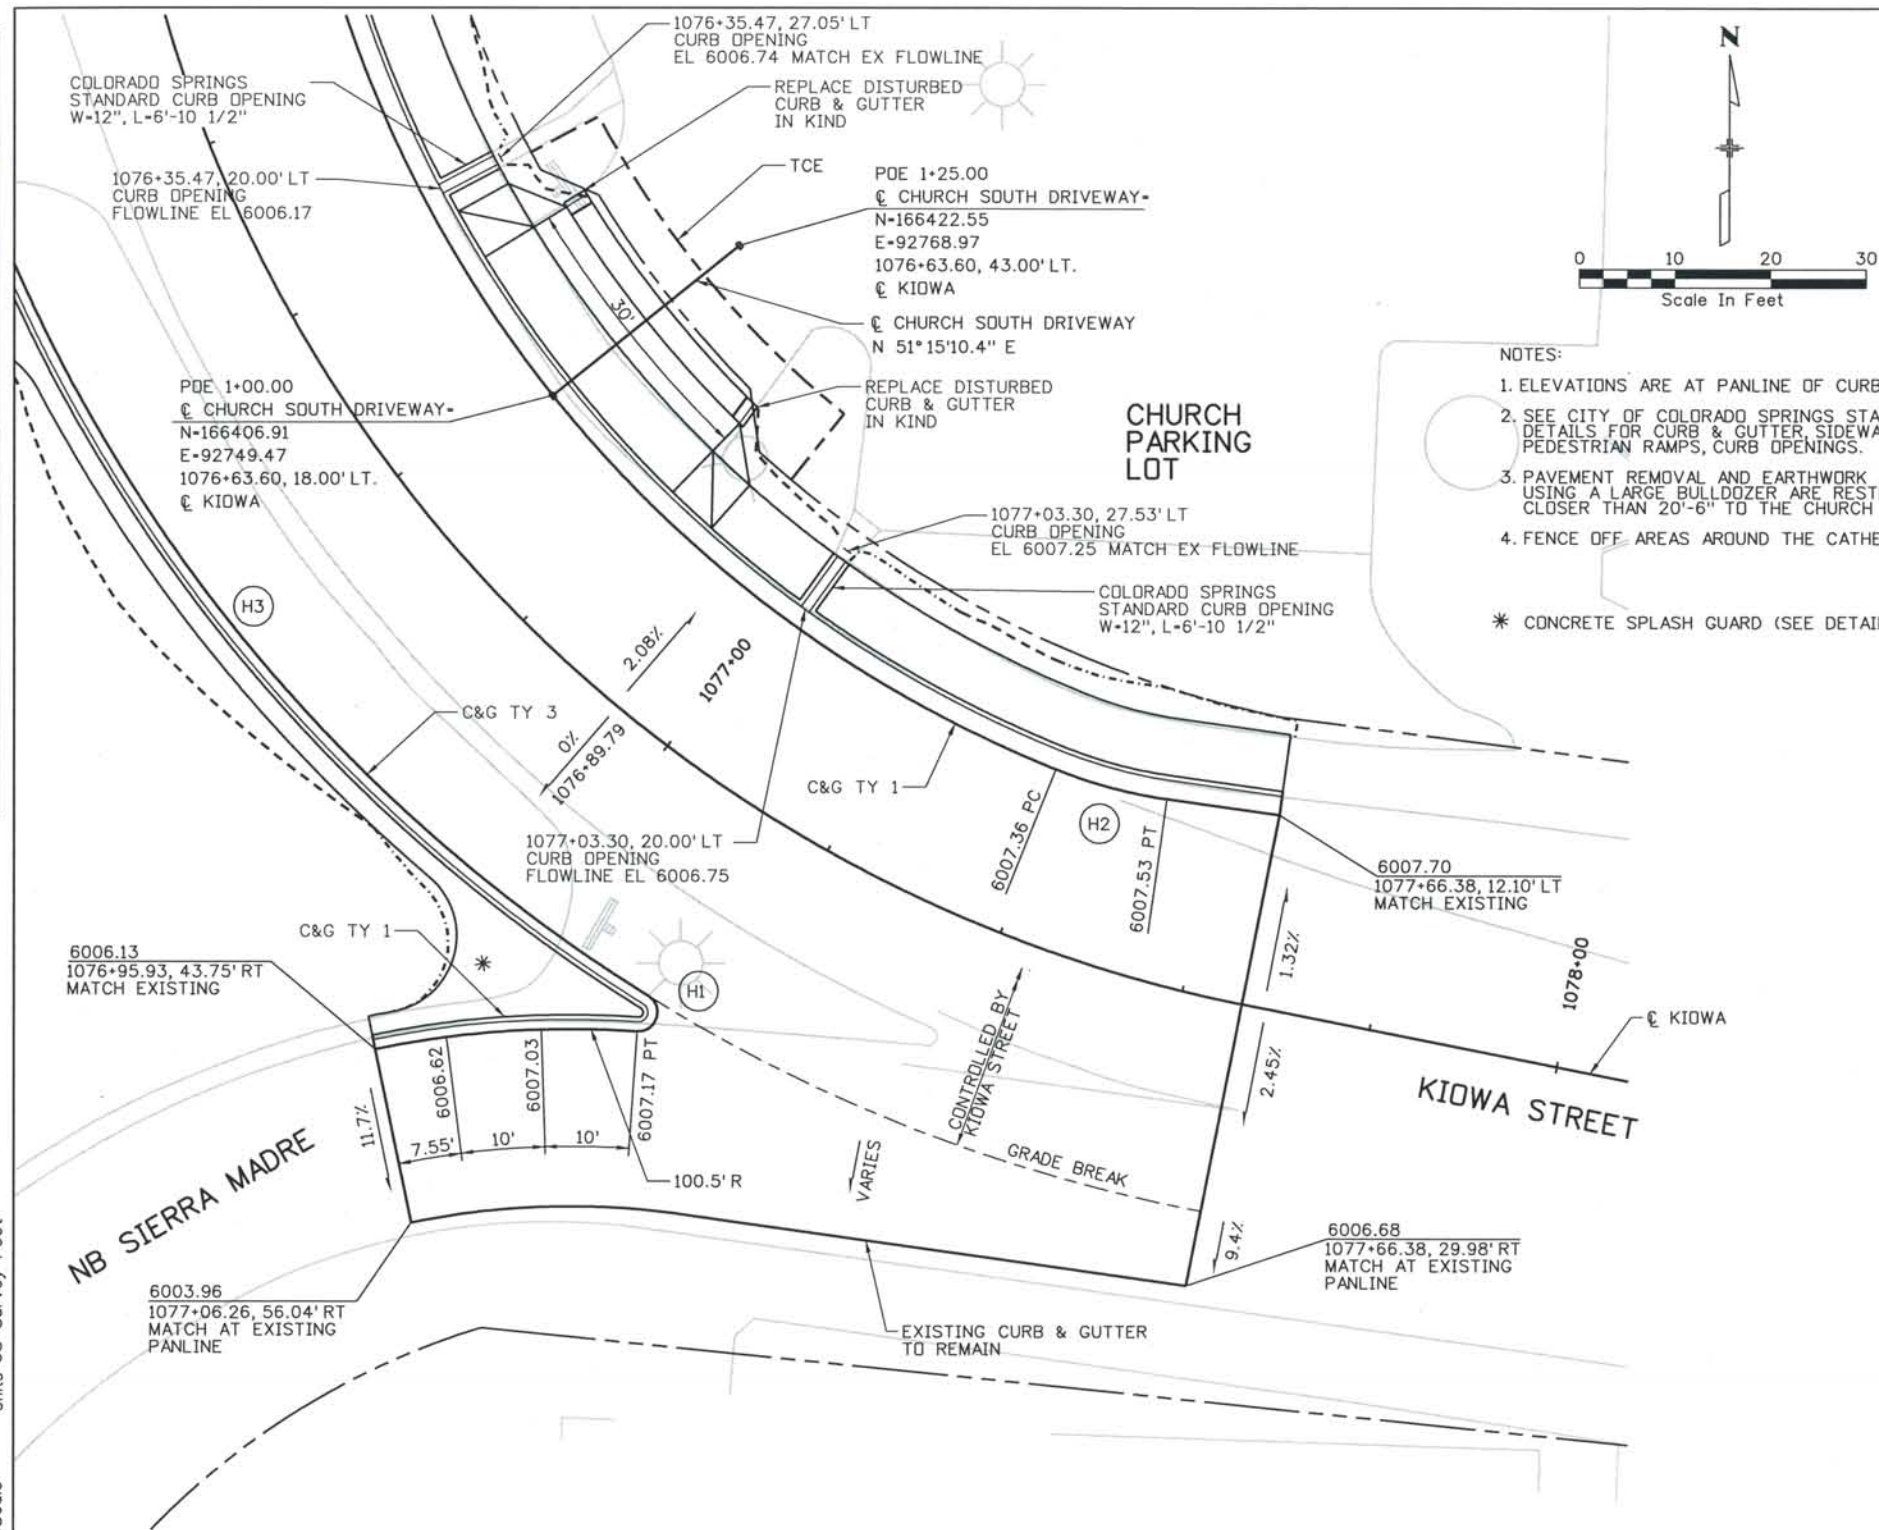 1076+35.47, 27.05' LT
CURB OPENING
EL 6006.74 MATCH EX FLOWLINE
COLORADO SPRINGS
STANDARD CURB OPENING
W=12", L=6'-10 1/2"
REPLACE DISTURBED
CURB & GUTTER
IN KIND
TCE
1076+35.47, 20.00' LT
CURB OPENING
FLOWLINE EL 6006.17
POE 1+25.00
℄ CHURCH SOUTH DRIVEWAY=
N=166422.55
E=92768.97
1076+63.60, 43.00' LT.
℄ KIOWA
℄ CHURCH SOUTH DRIVEWAY
N 51°15'10.4" E
30'
POE 1+00.00
℄ CHURCH SOUTH DRIVEWAY=
N=166406.91
E=92749.47
1076+63.60, 18.00' LT.
℄ KIOWA
REPLACE DISTURBED
CURB & GUTTER
IN KIND
CHURCH
PARKING
LOT
N
0 10 20 30
Scale In Feet
NOTES:
1. ELEVATIONS ARE AT PANLINE OF CURB
2. SEE CITY OF COLORADO SPRINGS STA
DETAILS FOR CURB & GUTTER, SIDEWA
PEDESTRIAN RAMPS, CURB OPENINGS.
3. PAVEMENT REMOVAL AND EARTHWORK
USING A LARGE BULLDOZER ARE REST
CLOSER THAN 20'-6" TO THE CHURCH
4. FENCE OFF AREAS AROUND THE CATHE
* CONCRETE SPLASH GUARD (SEE DETAI
1077+03.30, 27.53' LT
CURB OPENING
EL 6007.25 MATCH EX FLOWLINE
COLORADO SPRINGS
STANDARD CURB OPENING
W=12", L=6'-10 1/2"
H3
2.08%
1077+00
C&G TY 3
0%
1076+89.79
C&G TY 1
1077+03.30, 20.00' LT
CURB OPENING
FLOWLINE EL 6006.75
6007.36 PC
H2
6007.53 PT
6007.70
1077+66.38, 12.10' LT
MATCH EXISTING
C&G TY 1
*
H1
6006.13
1076+95.93, 43.75' RT
MATCH EXISTING
1.32%
1078+00
℄ KIOWA
CONTROLLED BY
KIOWA STREET
2.45%
KIOWA STREET
6006.62
6007.03
6007.17 PT
11.7%
7.55'
10'
10'
100.5' R
VARIES
GRADE BREAK
NB SIERRA MADRE
9.4%
6006.68
1077+66.38, 29.98' RT
MATCH AT EXISTING
PANLINE
6003.96
1077+06.26, 56.04' RT
MATCH AT EXISTING
PANLINE
EXISTING CURB & GUTTER
TO REMAIN